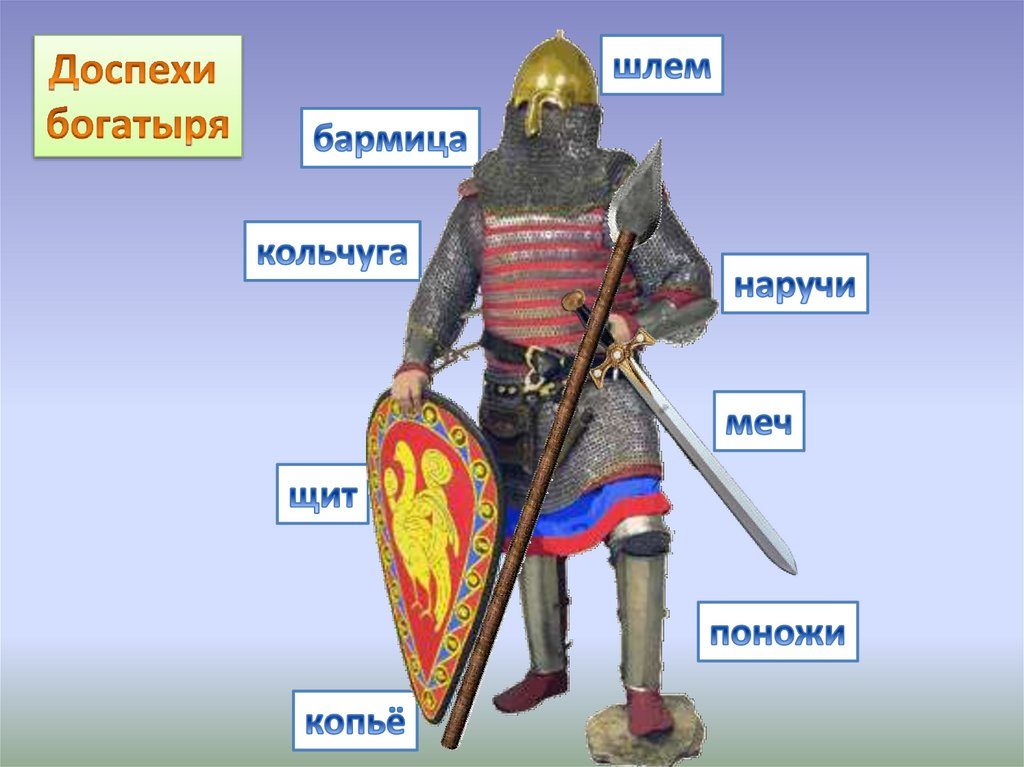 Доспехи
богатыря
шлем
бармица
кольчуга
наручи
меч
щит
поножи
копьё